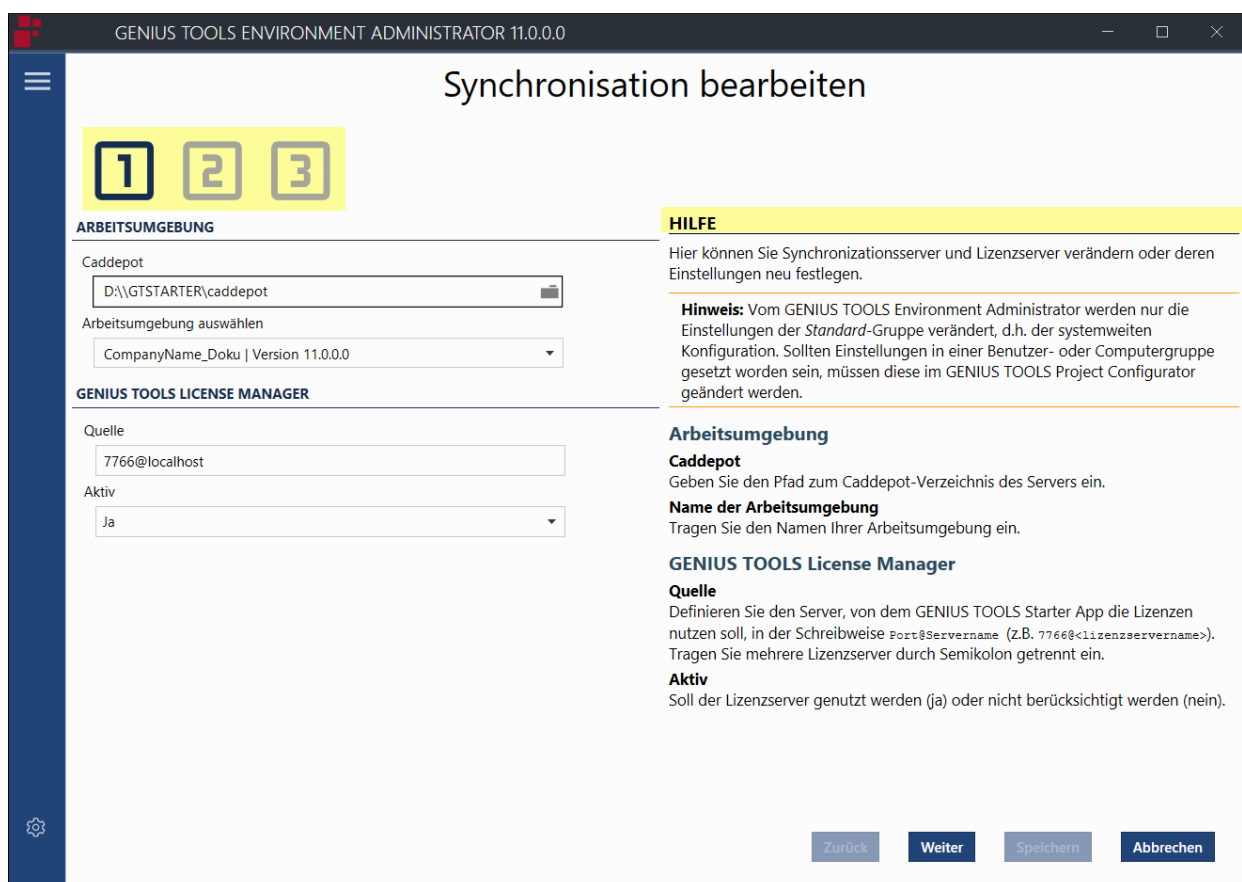 GENIUS TOOLS ENVIRONMENT ADMINISTRATOR 11.0.0.0
Synchronisation bearbeiten
1 2 3
ARBEITSUMGEBUNG
Caddepot
D:\\GTSTARTER\caddepot
Arbeitsumgebung auswählen
CompanyName_Doku | Version 11.0.0.0
GENIUS TOOLS LICENSE MANAGER
Quelle
7766@localhost
Aktiv
Ja
HILFE
Hier können Sie Synchronizationsserver und Lizenzserver verändern oder deren
Einstellungen neu festlegen.
Hinweis: Vom GENIUS TOOLS Environment Administrator werden nur die
Einstellungen der Standard-Gruppe verändert, d.h. der systemweiten
Konfiguration. Sollten Einstellungen in einer Benutzer- oder Computergruppe
gesetzt worden sein, müssen diese im GENIUS TOOLS Project Configurator
geändert werden.
Arbeitsumgebung
Caddepot
Geben Sie den Pfad zum Caddepot-Verzeichnis des Servers ein.
Name der Arbeitsumgebung
Tragen Sie den Namen Ihrer Arbeitsumgebung ein.
GENIUS TOOLS License Manager
Quelle
Definieren Sie den Server, von dem GENIUS TOOLS Starter App die Lizenzen
nutzen soll, in der Schreibweise Port@Servername (z.B. 7766@<lizenzservername>).
Tragen Sie mehrere Lizenzserver durch Semikolon getrennt ein.
Aktiv
Soll der Lizenzserver genutzt werden (ja) oder nicht berücksichtigt werden (nein).
Zurück Weiter Speichern Abbrechen